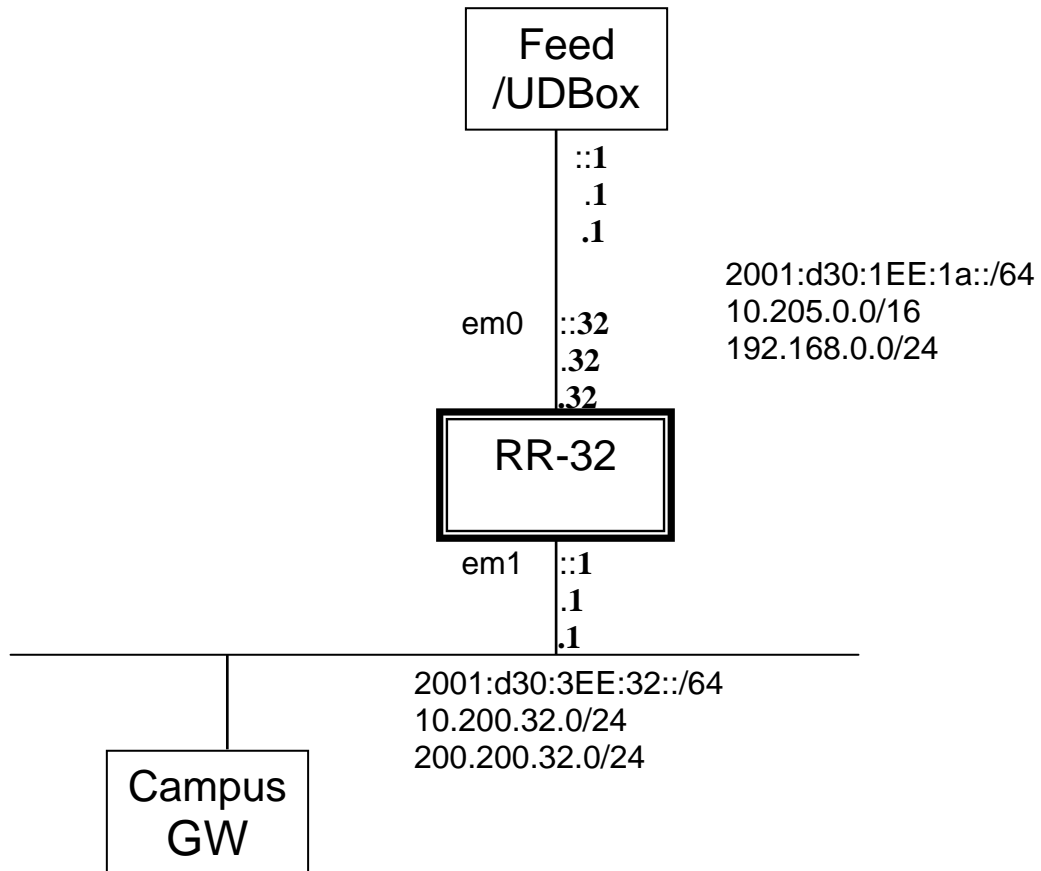 Feed
/UDBox
::1
.1
.1
2001:d30:1EE:1a::/64
10.205.0.0/16
192.168.0.0/24
em0
::32
.32
.32
RR-32
em1
::1
.1
.1
2001:d30:3EE:32::/64
10.200.32.0/24
200.200.32.0/24
Campus
GW